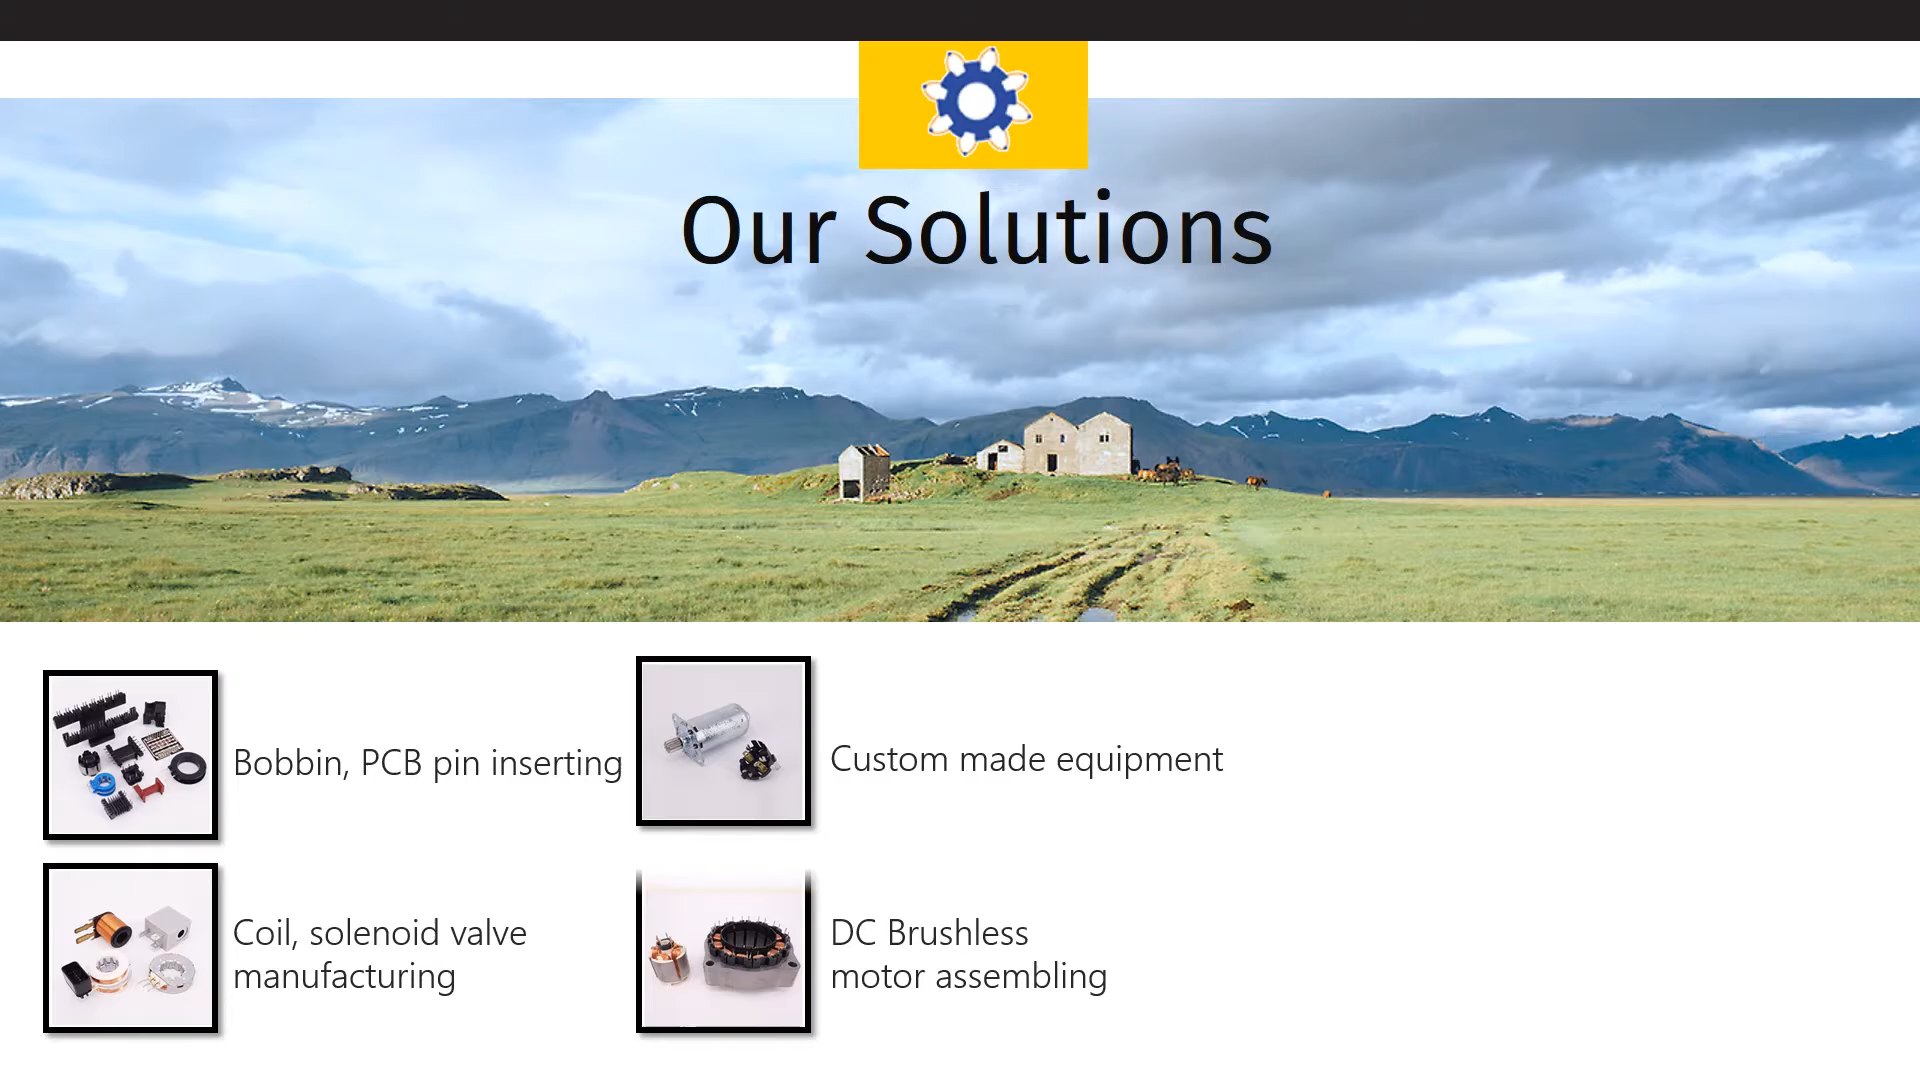 Our Solutions
Bobbin, PCB pin inserting
Custom made equipment
Coil, solenoid valve
manufacturing
DC Brushless
motor assembling